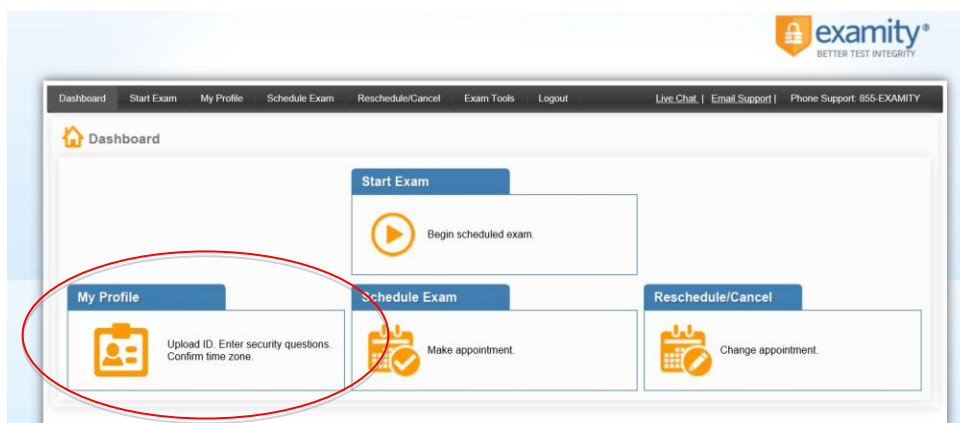 examity®
BETTER TEST INTEGRITY
Dashboard Start Exam My Profile Schedule Exam Reschedule/Cancel Exam Tools Logout Live Chat | Email Support | Phone Support: 855-EXAMITY
Dashboard
Start Exam
Begin scheduled exam.
My Profile
Upload ID. Enter security questions.
Confirm time zone.
Schedule Exam
Make appointment.
Reschedule/Cancel
Change appointment.